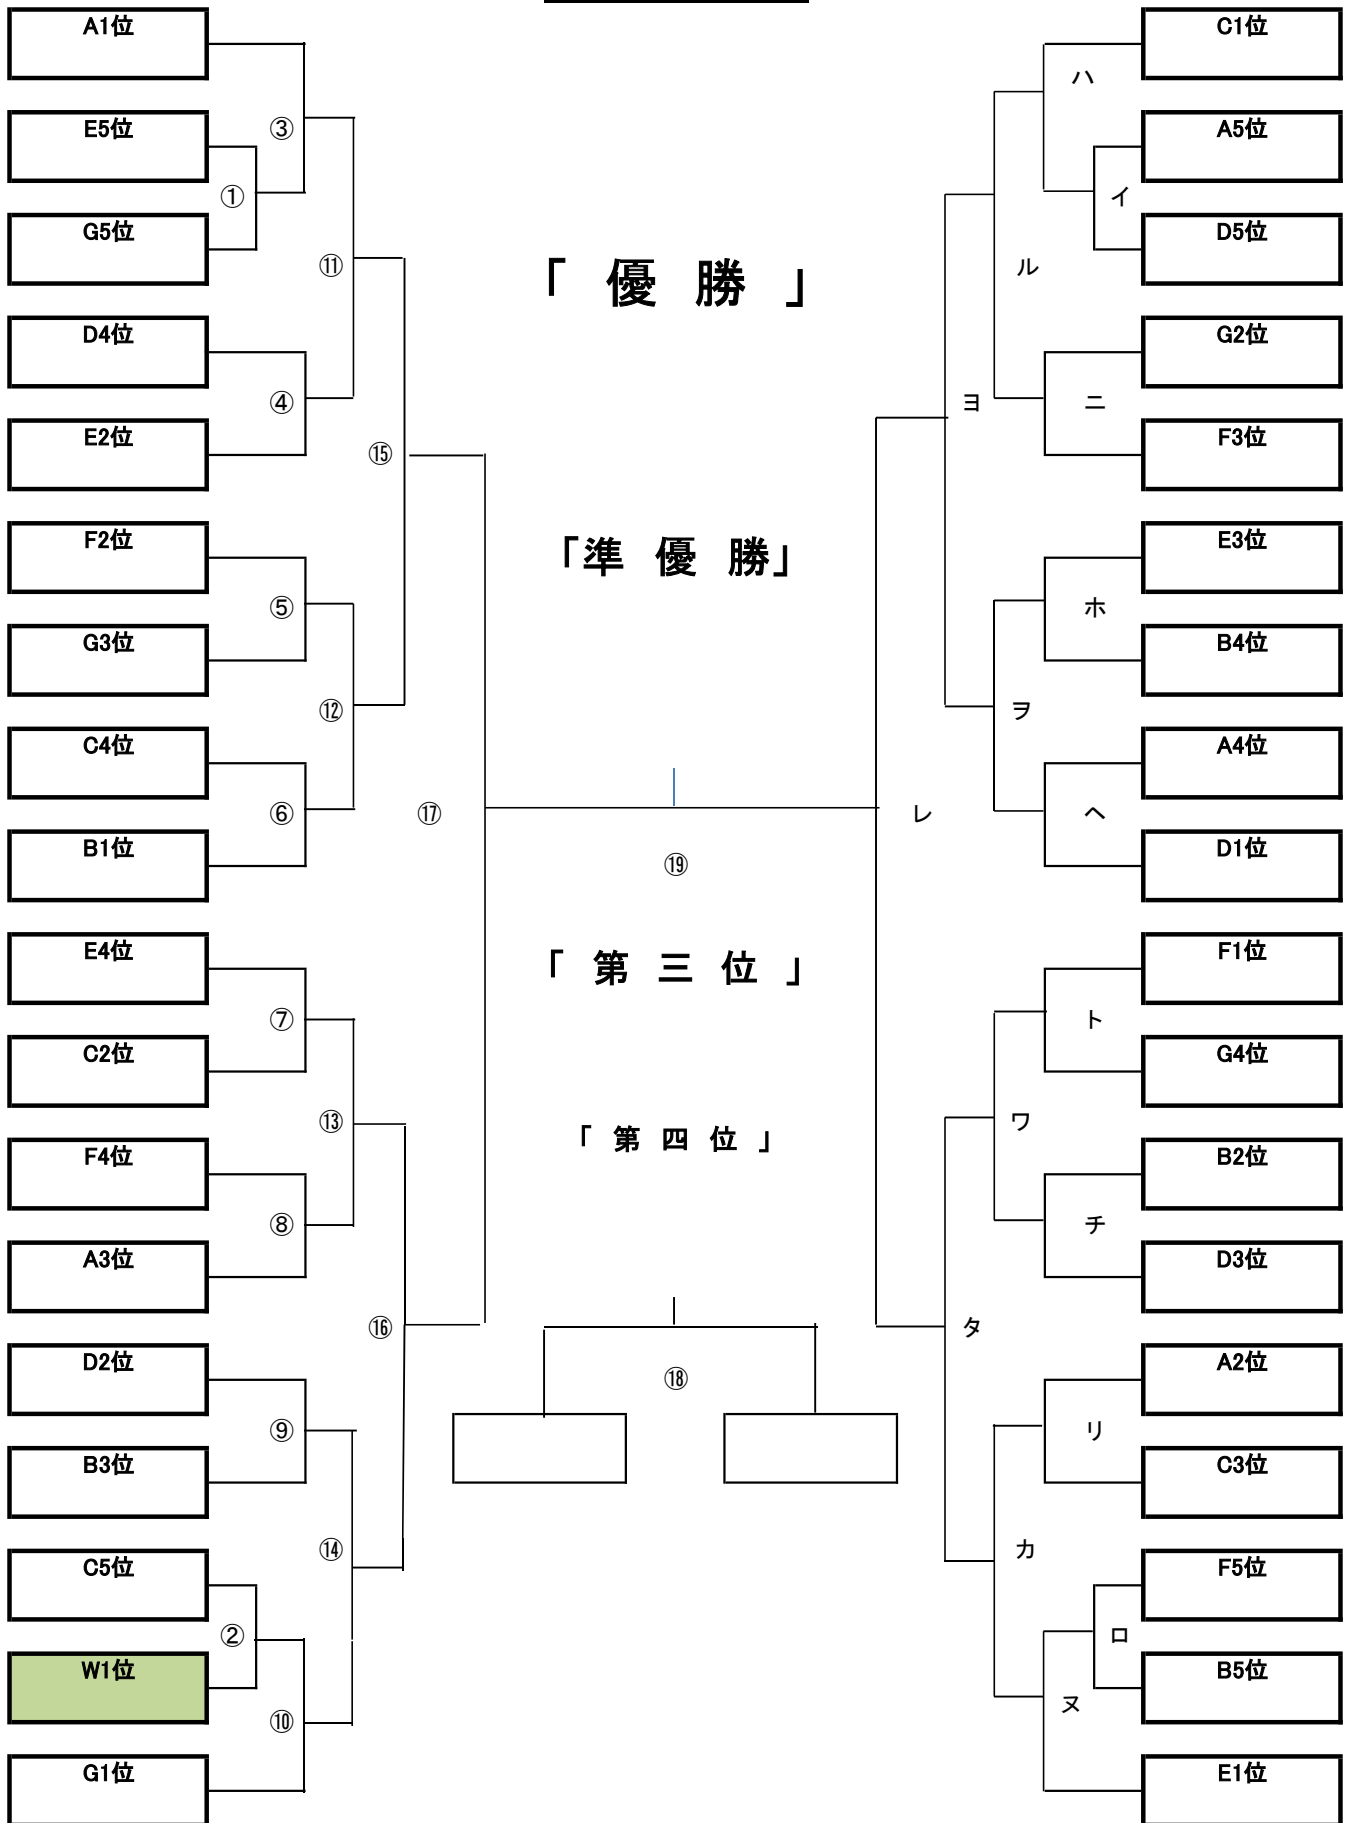 A1位
E5位
G5位
D4位
E2位
F2位
G3位
C4位
B1位
E4位
C2位
F4位
A3位
D2位
B3位
C5位
W1位
G1位
①
②
③
④
⑤
⑥
⑦
⑧
⑨
⑩
⑪
⑫
⑬
⑭
⑮
⑯
⑰
「 優 勝 」
「準 優 勝」
⑲
「 第 三 位 」
「 第 四 位 」
⑱
レ
ヨ
タ
ル
ヲ
ワ
カ
ハ
ニ
ホ
ヘ
ト
チ
リ
ヌ
イ
ロ
C1位
A5位
D5位
G2位
F3位
E3位
B4位
A4位
D1位
F1位
G4位
B2位
D3位
A2位
C3位
F5位
B5位
E1位